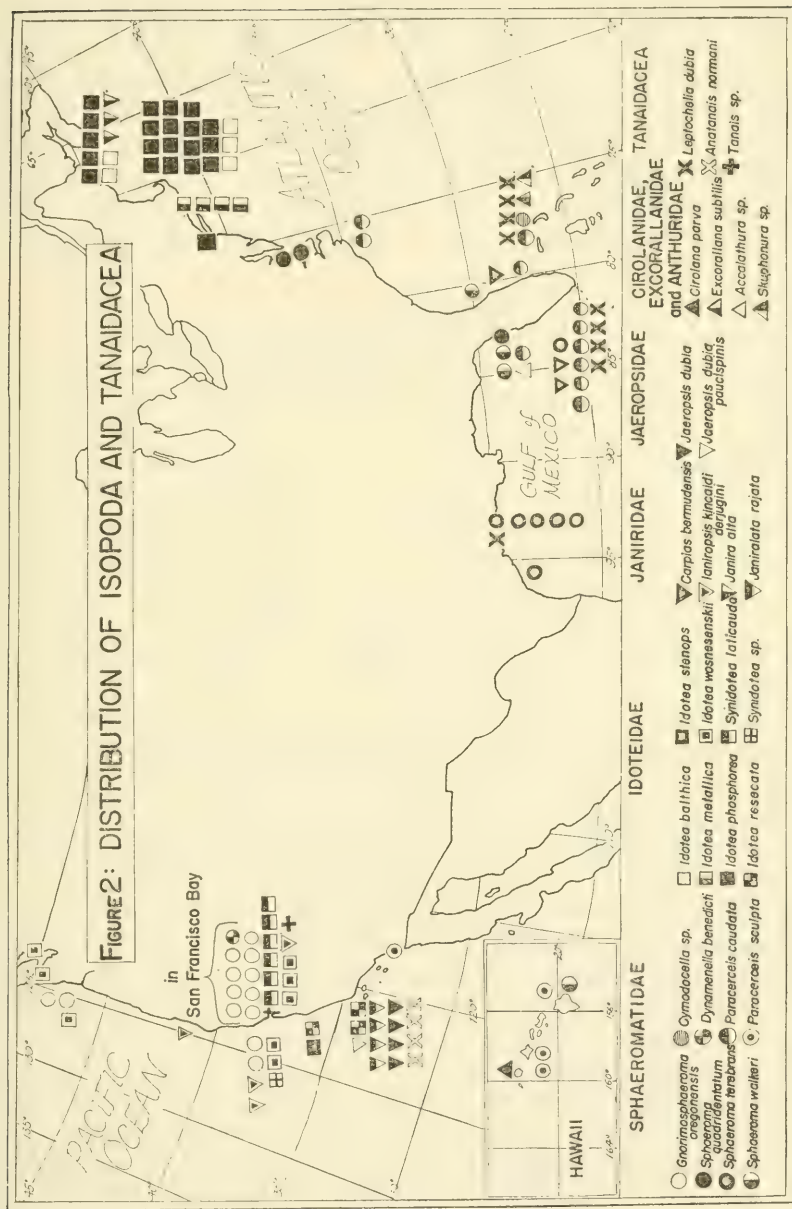 FIGURE 2: DISTRIBUTION OF ISOPODA AND TANAIDACEA
PACIFIC OCEAN
in
San Francisco Bay
ATLANTIC
GULF of
MEXICO
HAWAII
164°
160°
SPHAEROMATIDAE
Gnorimosphaeroma
oregonensis
Sphaeroma
quadridentatum
Sphaeroma terebrans
Sphaeroma walkeri
Cymodocella sp.
Dynamenella benedicti
Paracerceis caudata
Paracerceis sculpta
IDOTEIDAE
Idotea balthica
Idotea metallica
Idotea phosphorea
Idotea resecata
Idotea stenops
Idotea wosnesenskii
Synidotea laticauda
Synidotea sp.
JANIRIDAE
Carpias bermudensis
Ianiropsis kincaidi
derjugini
Janira alta
Janiralata rajata
JAEROPSIDAE
Jaeropsis dubia
Jaeropsis dubia
paucispinis
CIROLANIDAE,
EXCORALLANIDAE
and ANTHURIDAE
Cirolana parva
Excorallana subtilis
Accalathura sp.
Skuphonura sp.
TANAIDACEA
Leptochelia dubia
Anatanais normani
Tanais sp.